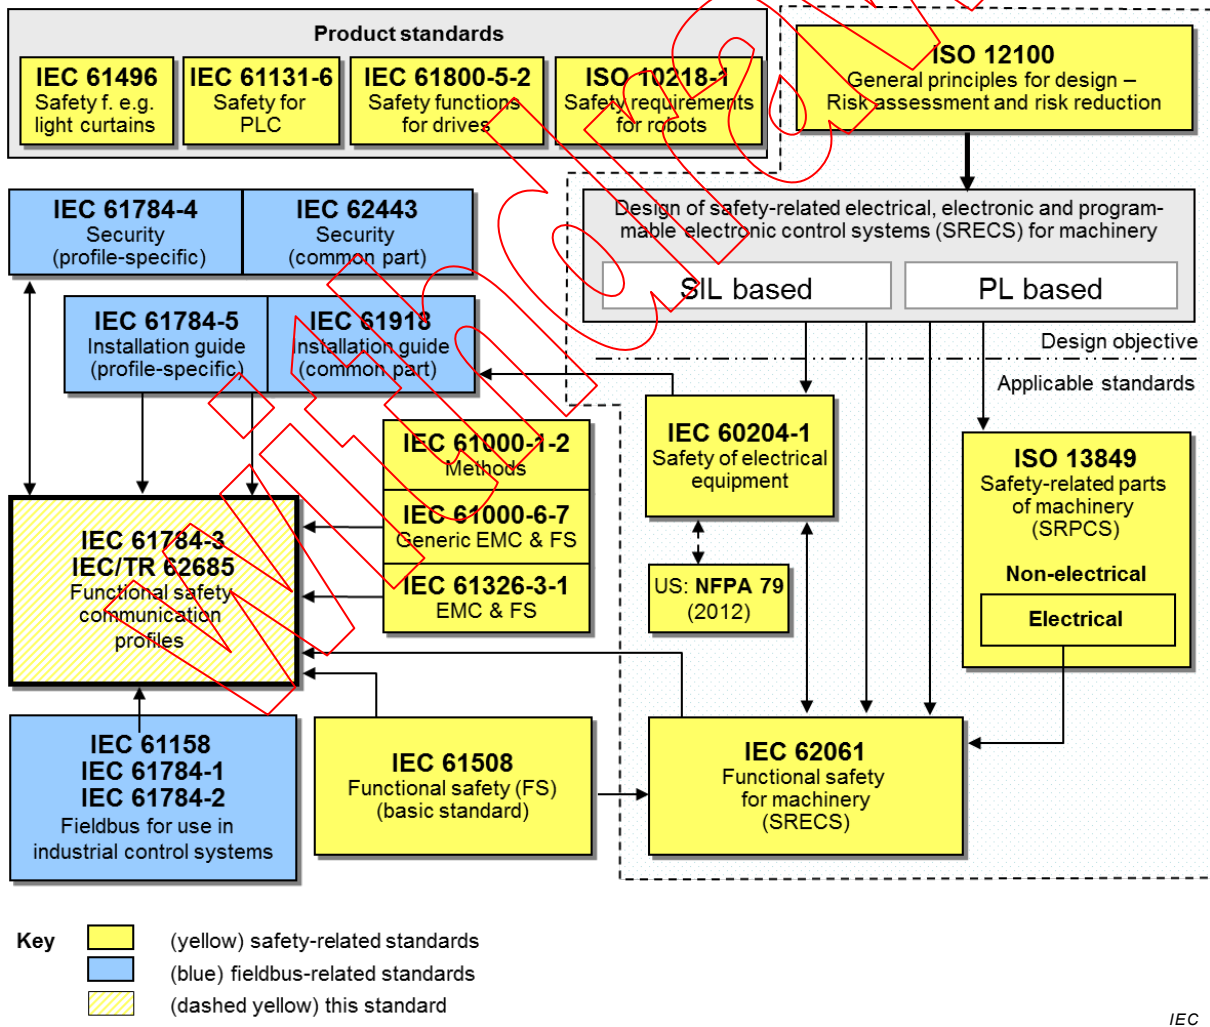 Product standards
IEC 61496
Safety f. e.g.
light curtains
IEC 61131-6
Safety for
PLC
IEC 61800-5-2
Safety functions
for drives
ISO 10218-1
Safety requirements
for robots
ISO 12100
General principles for design –
Risk assessment and risk reduction
IEC 61784-4
Security
(profile-specific)
IEC 62443
Security
(common part)
Design of safety-related electrical, electronic and program-
mable electronic control systems (SRECS) for machinery
SIL based
PL based
IEC 61784-5
Installation guide
(profile-specific)
IEC 61918
Installation guide
(common part)
Design objective
Applicable standards
IEC 61000-1-2
Methods
IEC 61000-6-7
Generic EMC & FS
IEC 61326-3-1
EMC & FS
IEC 60204-1
Safety of electrical
equipment
US: NFPA 79
(2012)
ISO 13849
Safety-related parts
of machinery
(SRPCS)
Non-electrical
Electrical
IEC 61784-3
IEC/TR 62685
Functional safety
communication
profiles
IEC 61158
IEC 61784-1
IEC 61784-2
Fieldbus for use in
industrial control systems
IEC 61508
Functional safety (FS)
(basic standard)
IEC 62061
Functional safety
for machinery
(SRECS)
Key
(yellow) safety-related standards
(blue) fieldbus-related standards
(dashed yellow) this standard
IEC